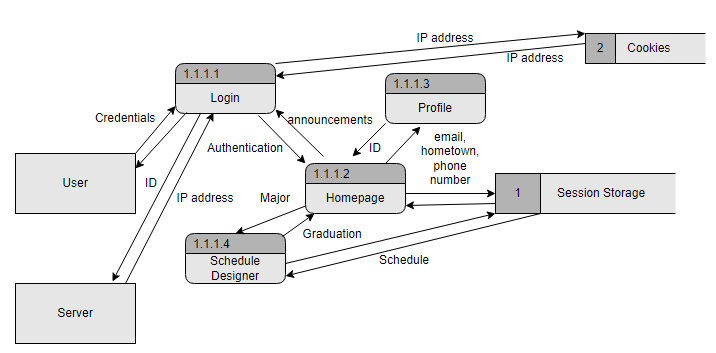 IP address
2 Cookies
IP address
1.1.1.1
Login
1.1.1.3
Profile
Credentials
announcements
Authentication
ID
email,
hometown,
phone
number
1.1.1.2
Homepage
User
ID
IP address
Major
1 Session Storage
Graduation
1.1.1.4
Schedule
Designer
Schedule
Server